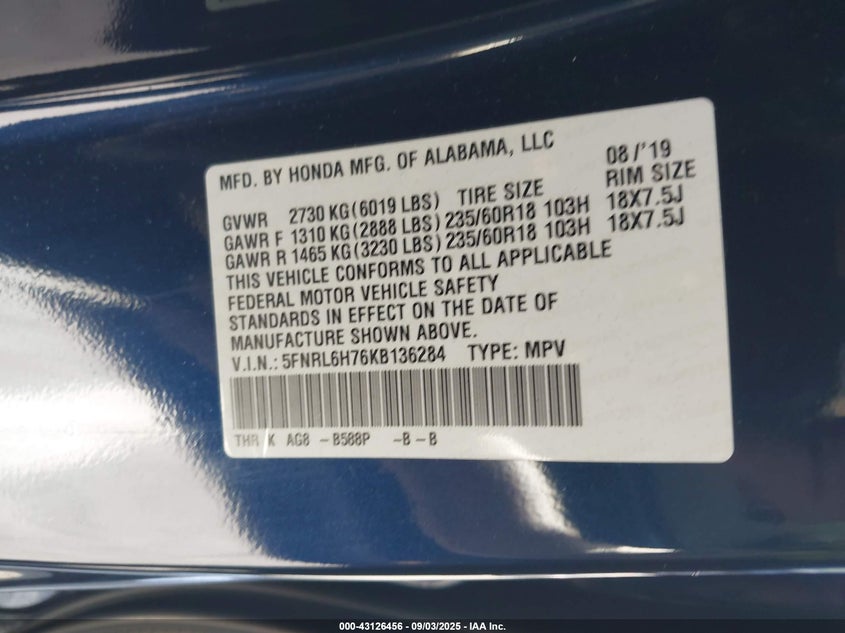 MFD. BY HONDA MFG. OF ALABAMA, LLC 08/'19
GVWR 2730 KG(6019 LBS) TIRE SIZE RIM SIZE
GAWR F 1310 KG(2888 LBS) 235/60R18 103H 18X7.5J
GAWR R 1465 KG(3230 LBS) 235/60R18 103H 18X7.5J
THIS VEHICLE CONFORMS TO ALL APPLICABLE
FEDERAL MOTOR VEHICLE SAFETY
STANDARDS IN EFFECT ON THE DATE OF
MANUFACTURE SHOWN ABOVE.
V.I.N.: 5FNRL6H76KB136284 TYPE: MPV
THR K AG8 -B588P -B-B
000-43126456 - 09/03/2025 - IAA Inc.